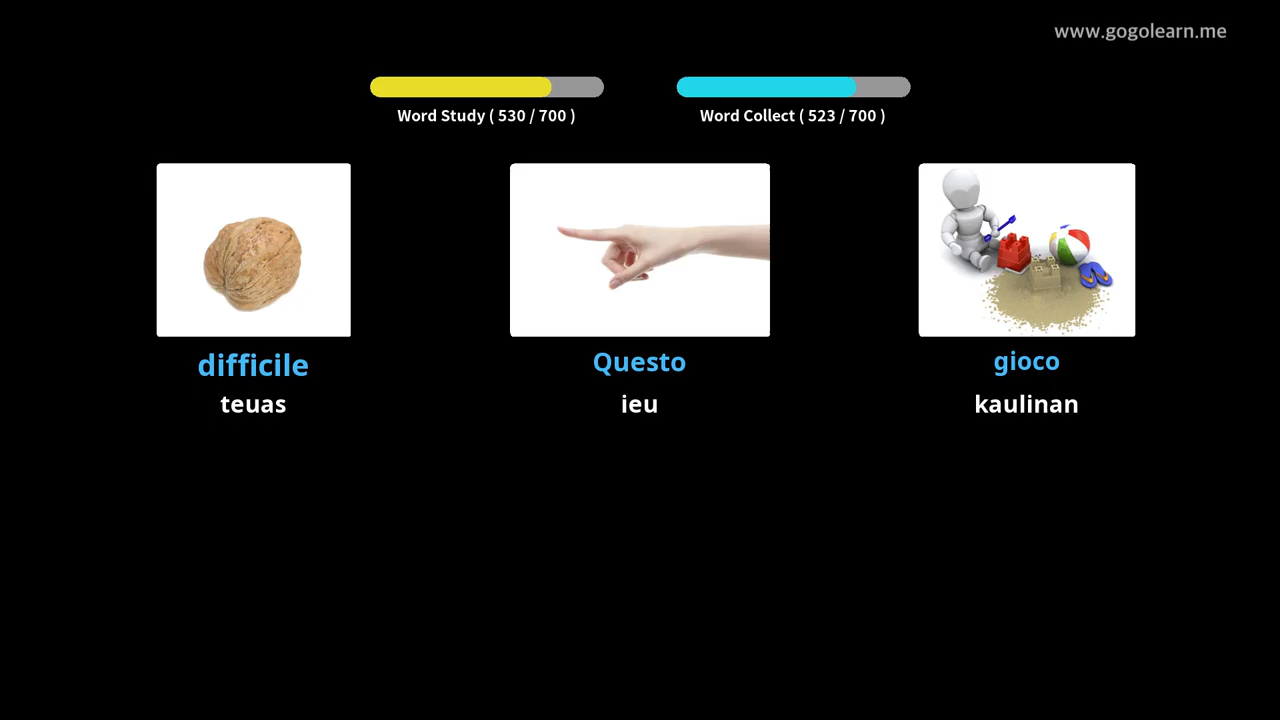 www.gogolearn.me
Word Study ( 530 / 700 )
Word Collect ( 523 / 700 )
difficile
teuas
Questo
ieu
gioco
kaulinan